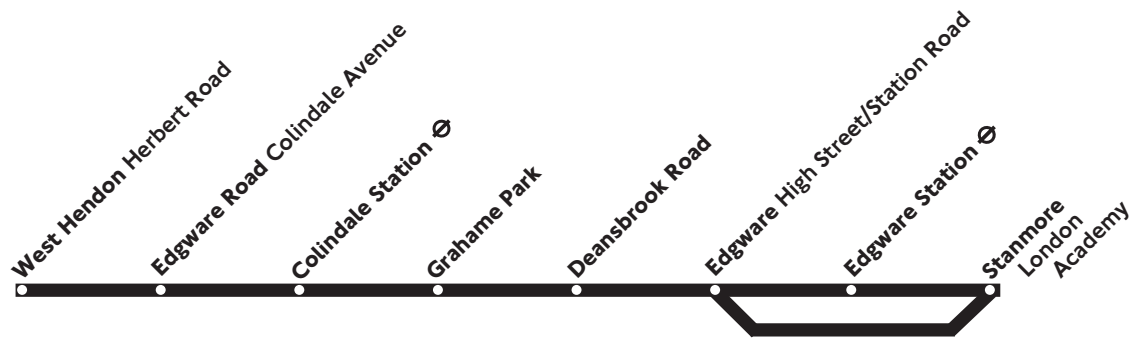 West Hendon Herbert Road
Edgware Road Colindale Avenue
Colindale Station
Grahame Park
Deansbrook Road
Edgware High Street/Station Road
Edgware Station
Stanmore
London
Academy